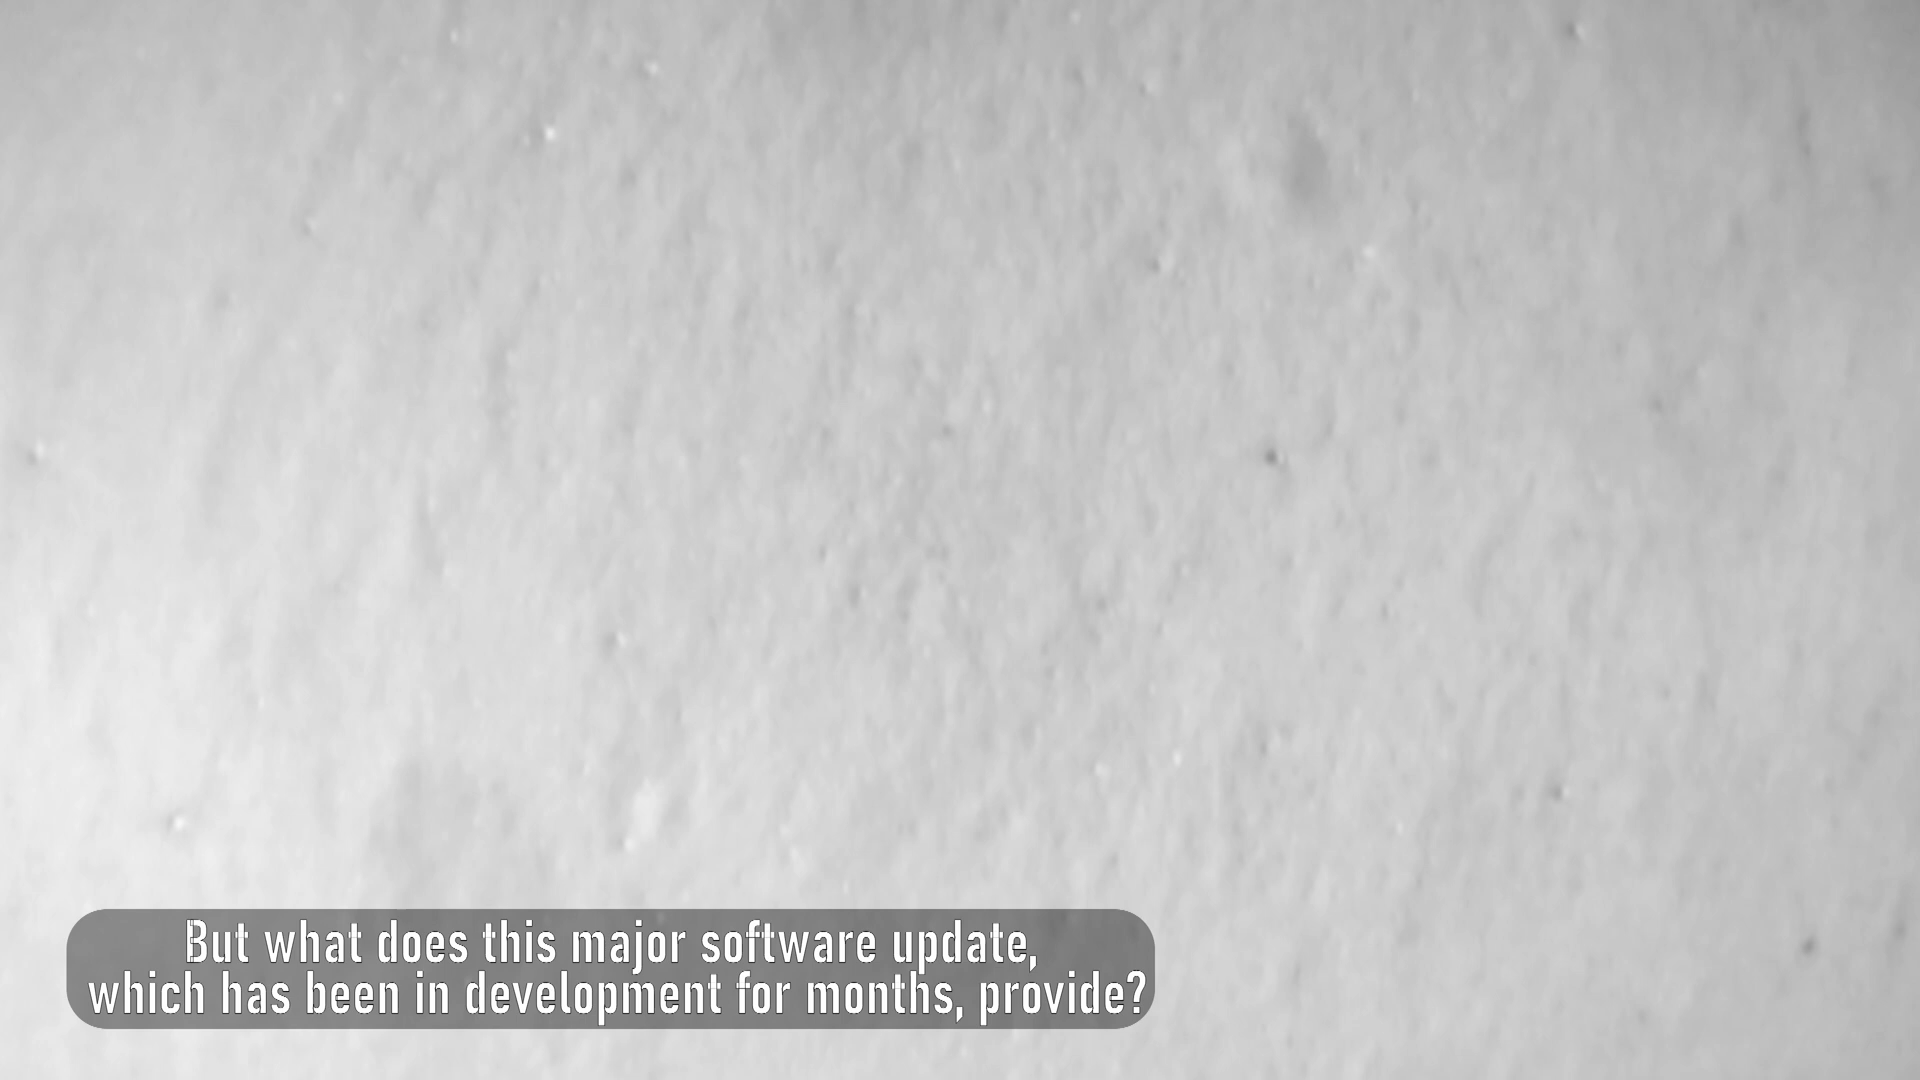 But what does this major software update,
which has been in development for months, provide?